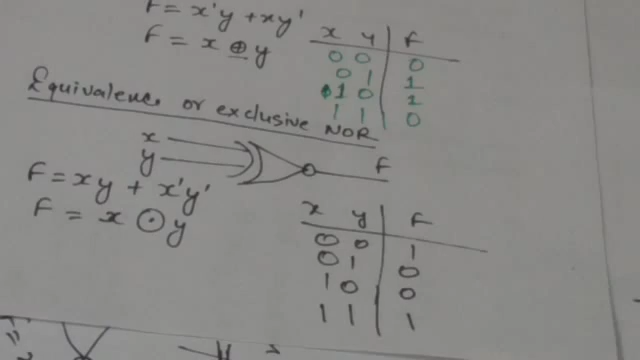 F = x'y + xy'
F = x ⊕ y
x y F
0 0 0
0 1 1
1 0 1
1 1 0
Equivalence or exclusive NOR
x
y
F
F = xy + x'y'
F = x ⊙ y
x y F
0 0 1
0 1 0
1 0 0
1 1 1